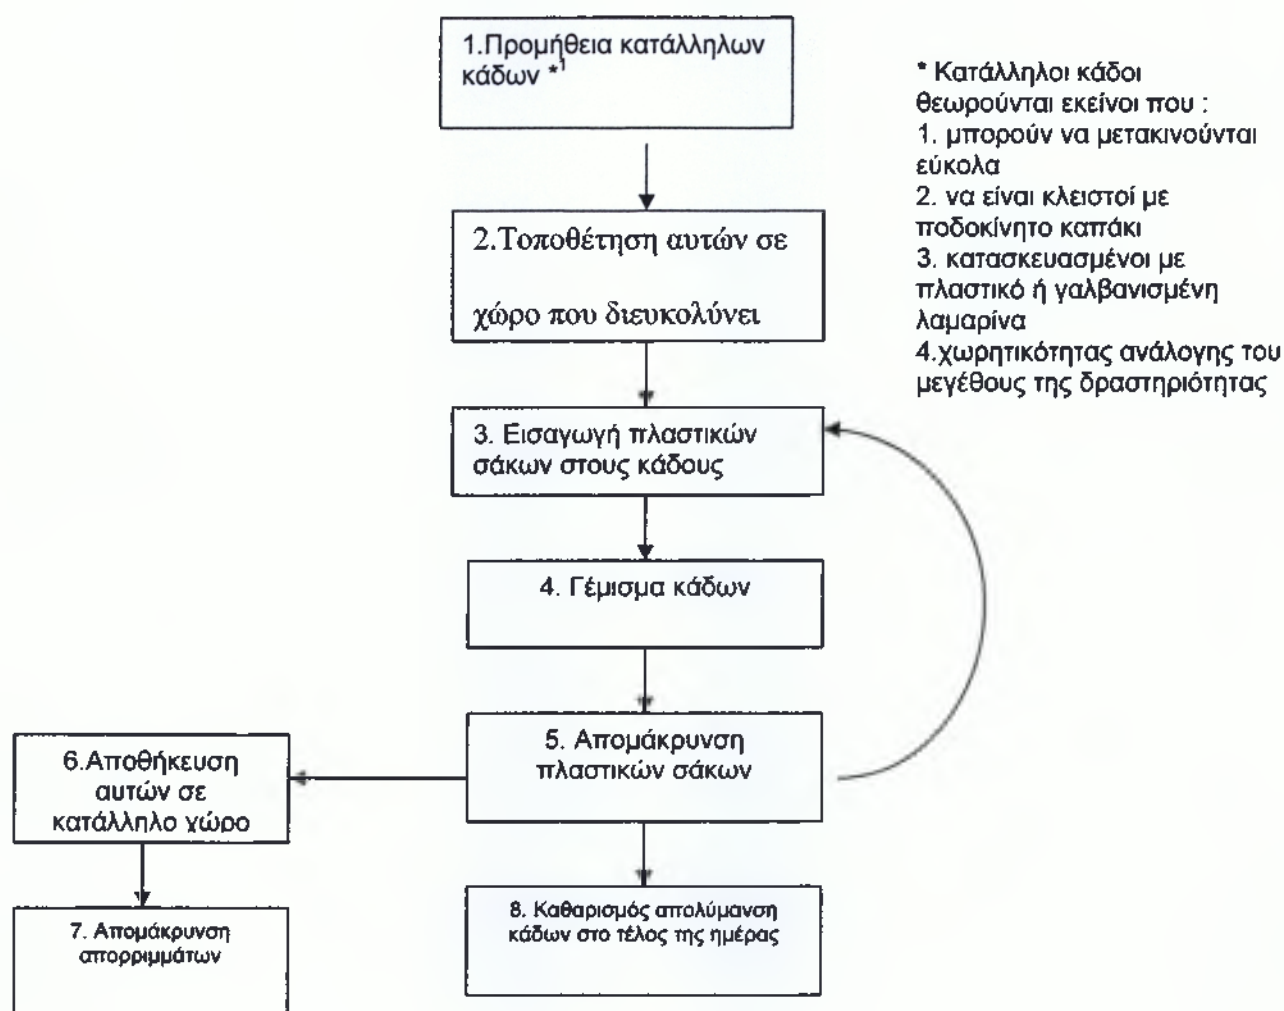 1.Προμήθεια κατάλληλων
κάδων *1
* Κατάλληλοι κάδοι
θεωρούνται εκείνοι που :
1. μπορούν να μετακινούνται
εύκολα
2. να είναι κλειστοί με
ποδοκίνητο καπάκι
3. κατασκευασμένοι με
πλαστικό ή γαλβανισμένη
λαμαρίνα
4.χωρητικότητας ανάλογης του
μεγέθους της δραστηριότητας
2.Τοποθέτηση αυτών σε
χώρο που διευκολύνει
3. Εισαγωγή πλαστικών
σάκων στους κάδους
4. Γέμισμα κάδων
5. Απομάκρυνση
πλαστικών σάκων
6.Αποθήκευση
αυτών σε
κατάλληλο χώρο
7. Απομάκρυνση
απορριμμάτων
8. Καθαρισμός απολύμανση
κάδων στο τέλος της ημέρας